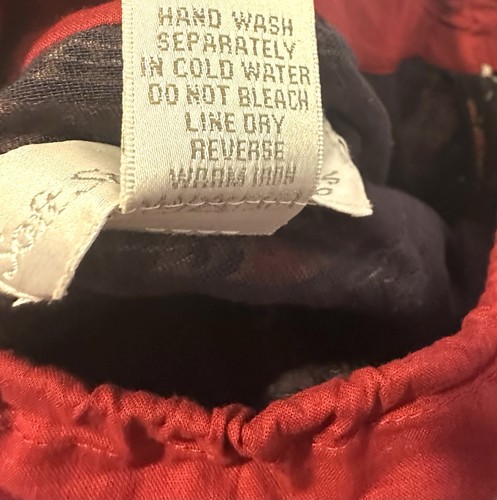 HAND WASH
SEPARATELY
IN COLD WATER
DO NOT BLEACH
LINE DRY
REVERSE
WARM IRON